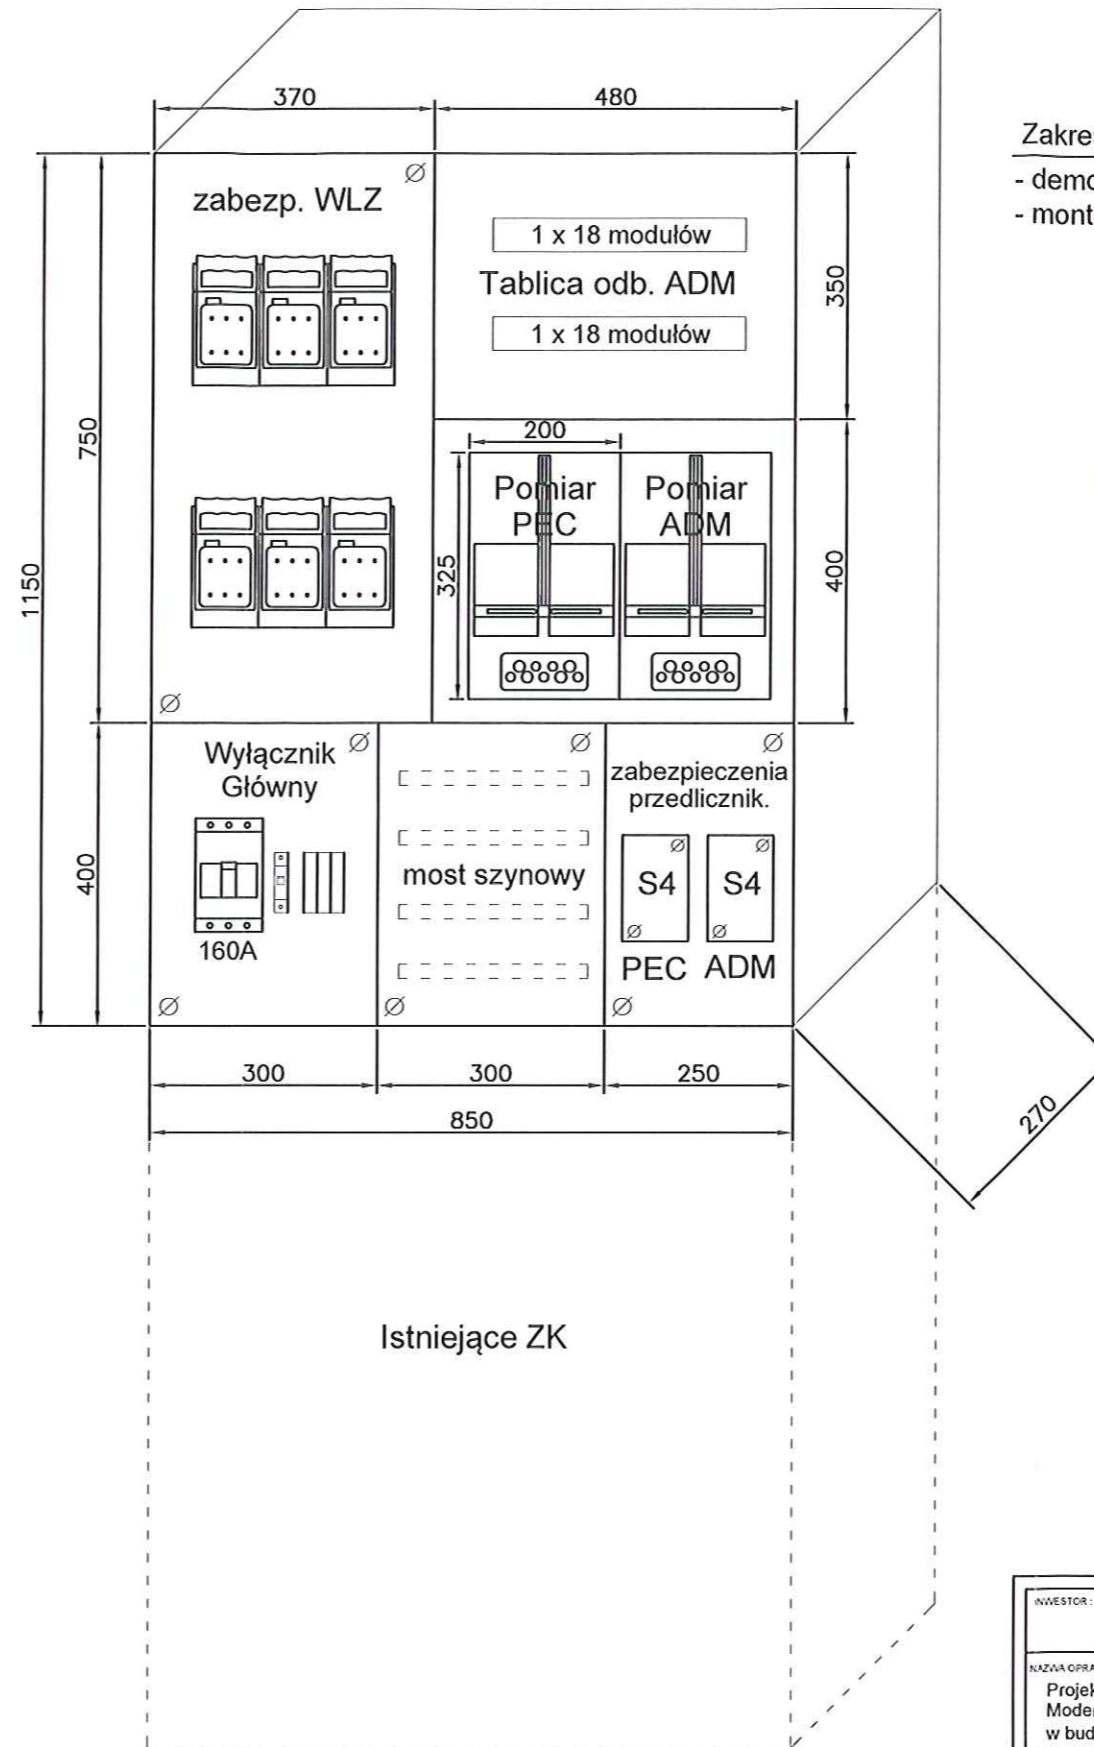 370
480
Zakre
- demo
- mont
zabezp. WLZ
1 x 18 modułów
Tablica odb. ADM
1 x 18 modułów
350
750
1150
200
Pomiar
PEC
Pomiar
ADM
325
400
Wyłącznik
Główny
160A
400
most szynowy
zabezpieczenia
przedlicznik.
S4
S4
PEC
ADM
300
300
250
850
270
Istniejące ZK
INWESTOR :
NAZWA OPRA
Projek
Moder
w bud